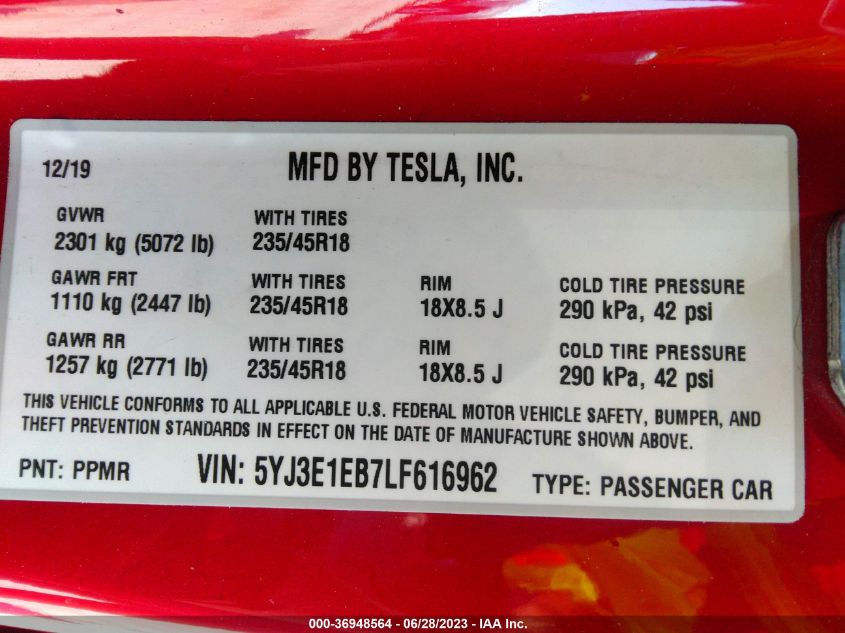 12/19 MFD BY TESLA, INC.
GVWR WITH TIRES
2301 kg (5072 lb) 235/45R18
GAWR FRT WITH TIRES RIM COLD TIRE PRESSURE
1110 kg (2447 lb) 235/45R18 18X8.5 J 290 kPa, 42 psi
GAWR RR WITH TIRES RIM COLD TIRE PRESSURE
1257 kg (2771 lb) 235/45R18 18X8.5 J 290 kPa, 42 psi
THIS VEHICLE CONFORMS TO ALL APPLICABLE U.S. FEDERAL MOTOR VEHICLE SAFETY, BUMPER, AND
THEFT PREVENTION STANDARDS IN EFFECT ON THE DATE OF MANUFACTURE SHOWN ABOVE.
PNT: PPMR VIN: 5YJ3E1EB7LF616962 TYPE: PASSENGER CAR
000-36948564 - 06/28/2023 - IAA Inc.